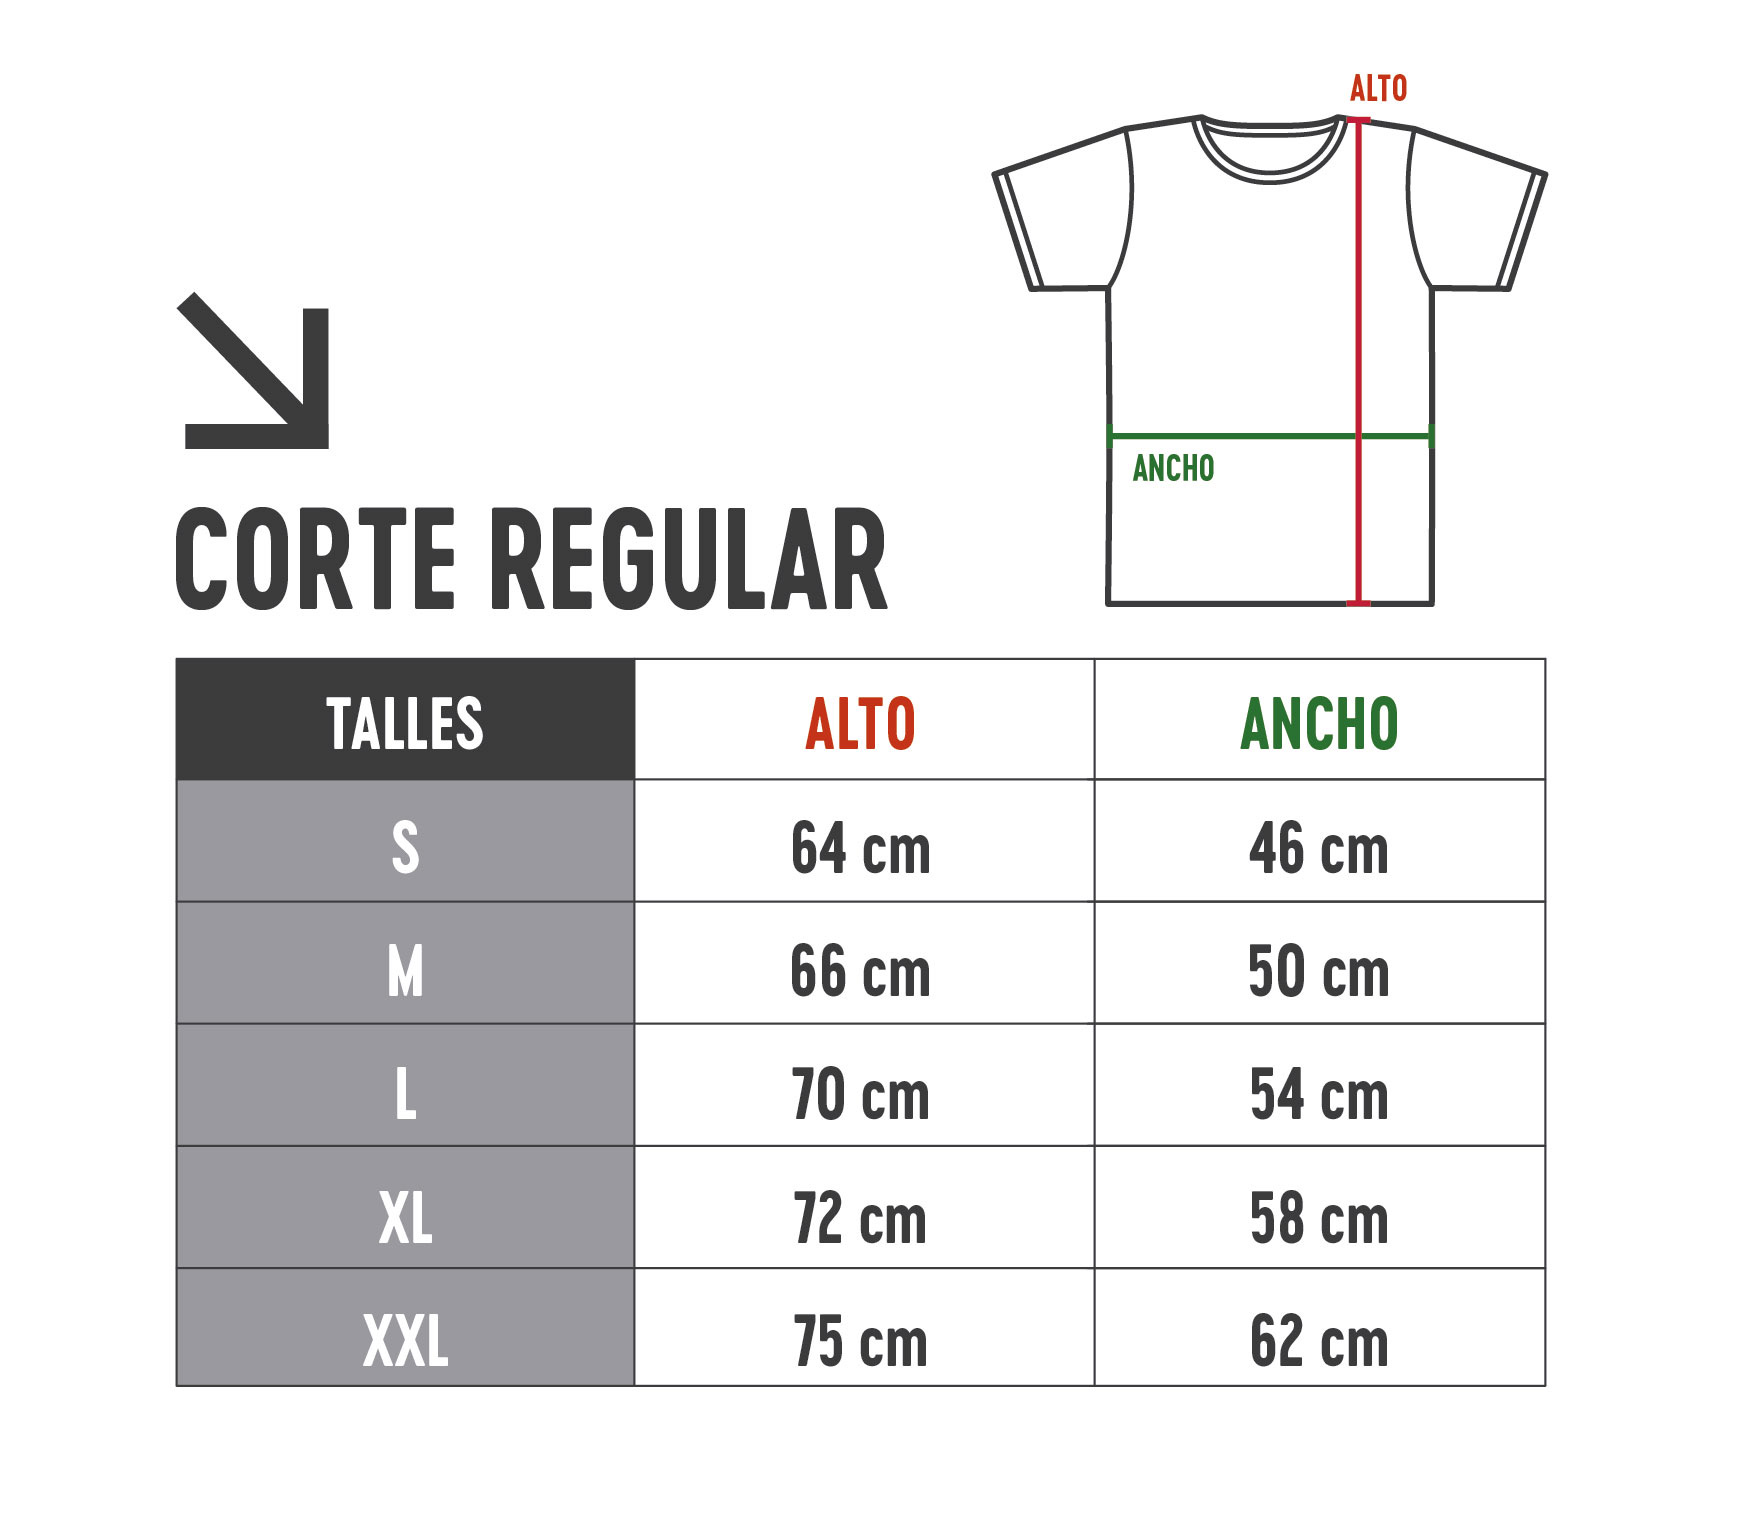 ALTO
ANCHO
CORTE REGULAR
TALLES ALTO ANCHO
S 64 cm 46 cm
M 66 cm 50 cm
L 70 cm 54 cm
XL 72 cm 58 cm
XXL 75 cm 62 cm